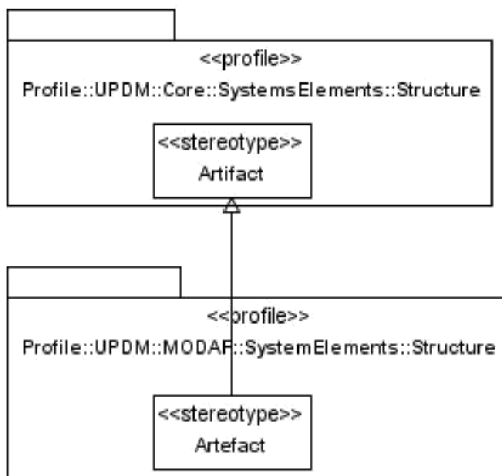 <<profile>>
Profile::UPDM::Core::SystemsElements::Structure
<<stereotype>>
Artifact
<<profile>>
Profile::UPDM::MODAF::SystemElements::Structure
<<stereotype>>
Artefact